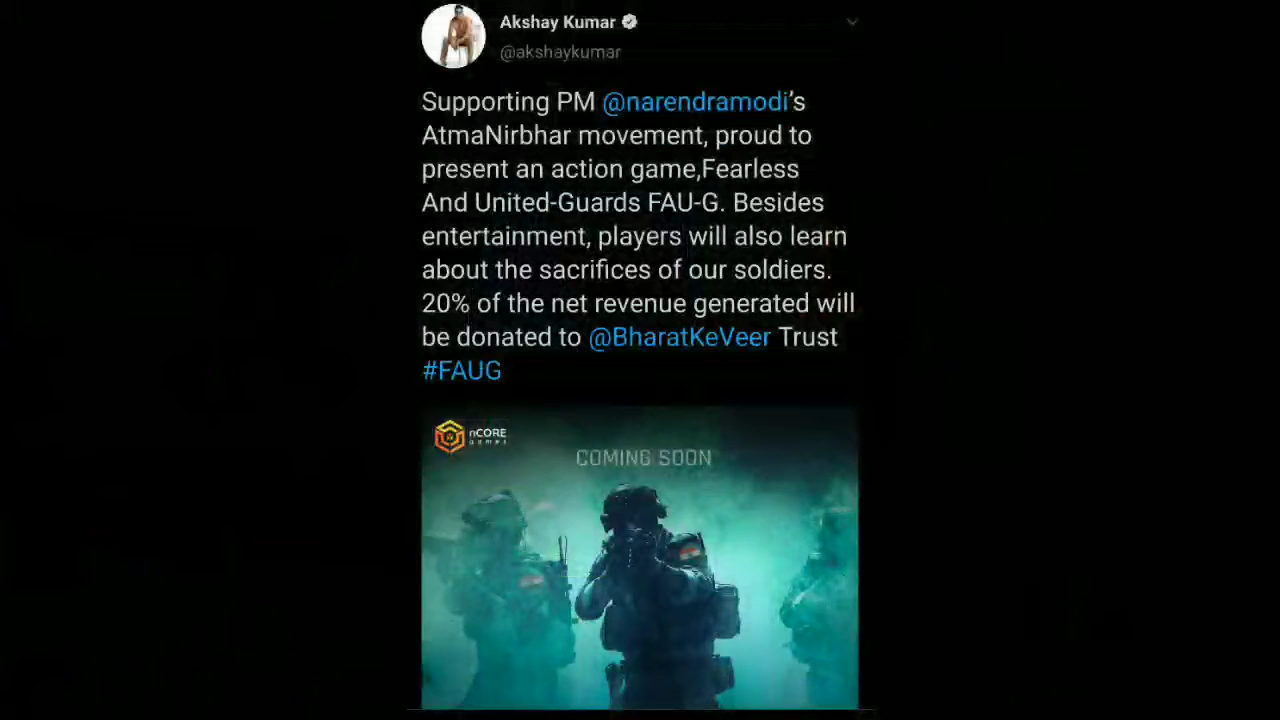 Akshay Kumar
@akshaykumar
Supporting PM @narendramodi's
AtmaNirbhar movement, proud to
present an action game,Fearless
And United-Guards FAU-G. Besides
entertainment, players will also learn
about the sacrifices of our soldiers.
20% of the net revenue generated will
be donated to @BharatKeVeer Trust
#FAUG
nCORE
games
COMING SOON